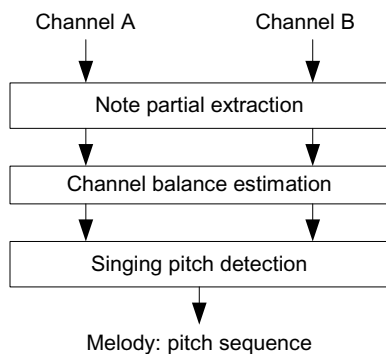 Channel A Channel B
Note partial extraction
Channel balance estimation
Singing pitch detection
Melody: pitch sequence